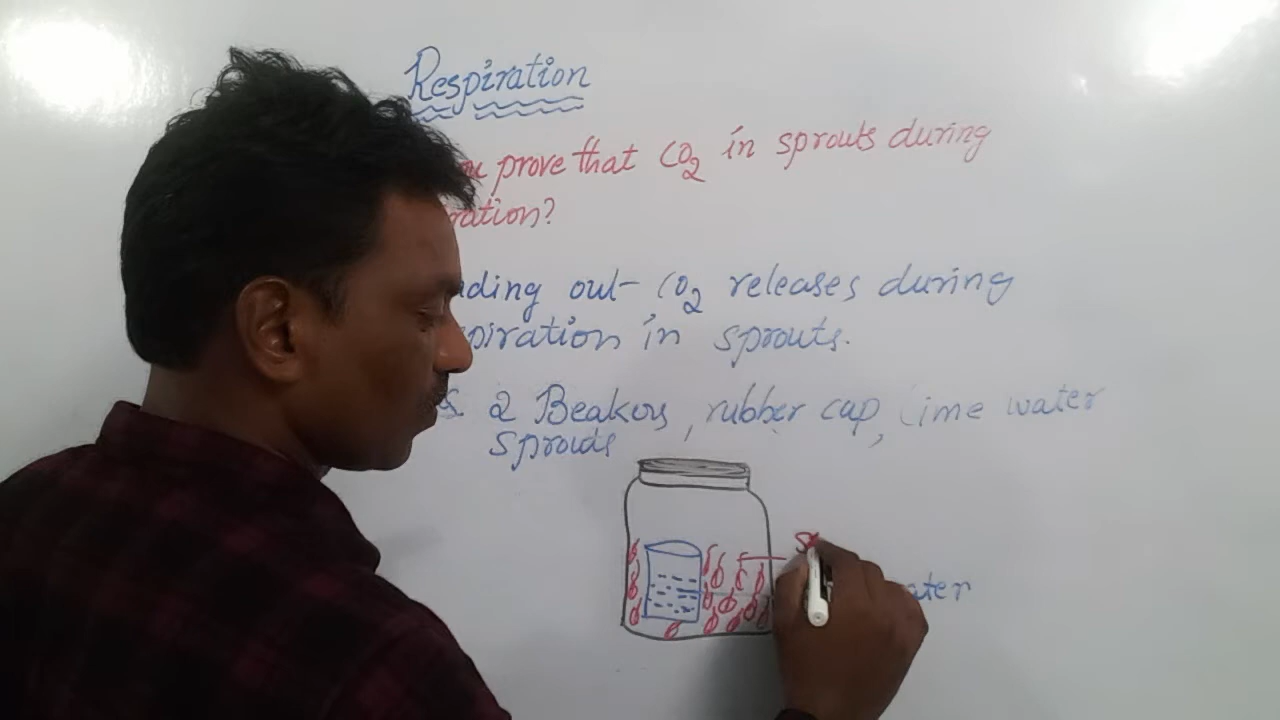 Respiration
prove that CO2 in sprouts during
ration?
ding out- CO2 releases during
piration in sprouts.
2 Beakers, rubber cap, lime water
sprouds
S
ater